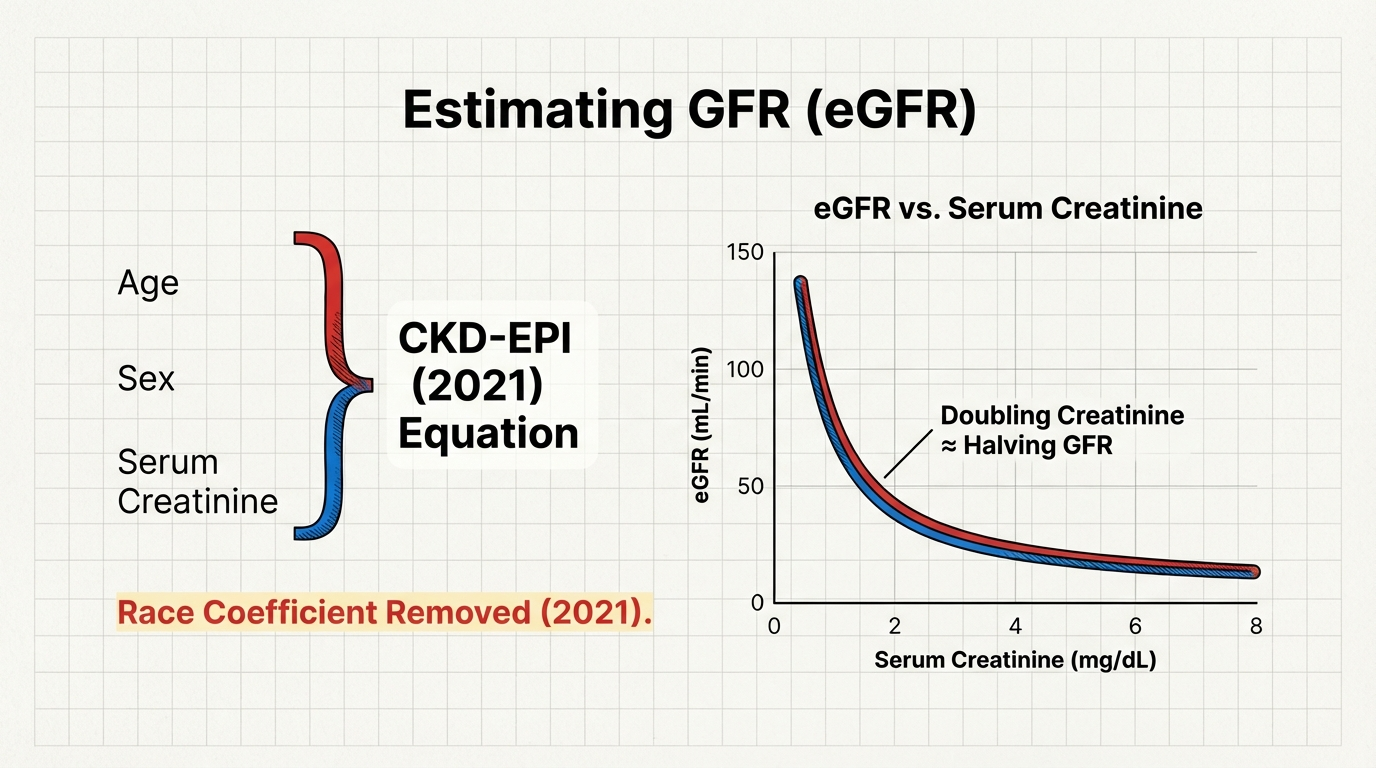 Estimating GFR (eGFR)
Age
Sex
Serum
Creatinine
CKD-EPI
(2021)
Equation
Race Coefficient Removed (2021).
eGFR vs. Serum Creatinine
eGFR (mL/min)
150
100
50
0
Doubling Creatinine
≈ Halving GFR
0 2 4 6 8
Serum Creatinine (mg/dL)